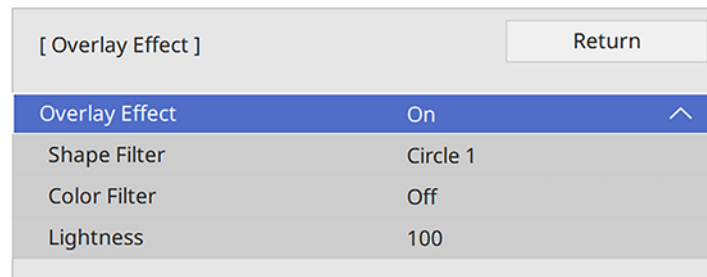 [ Overlay Effect ] Return
Overlay Effect On
Shape Filter Circle 1
Color Filter Off
Lightness 100